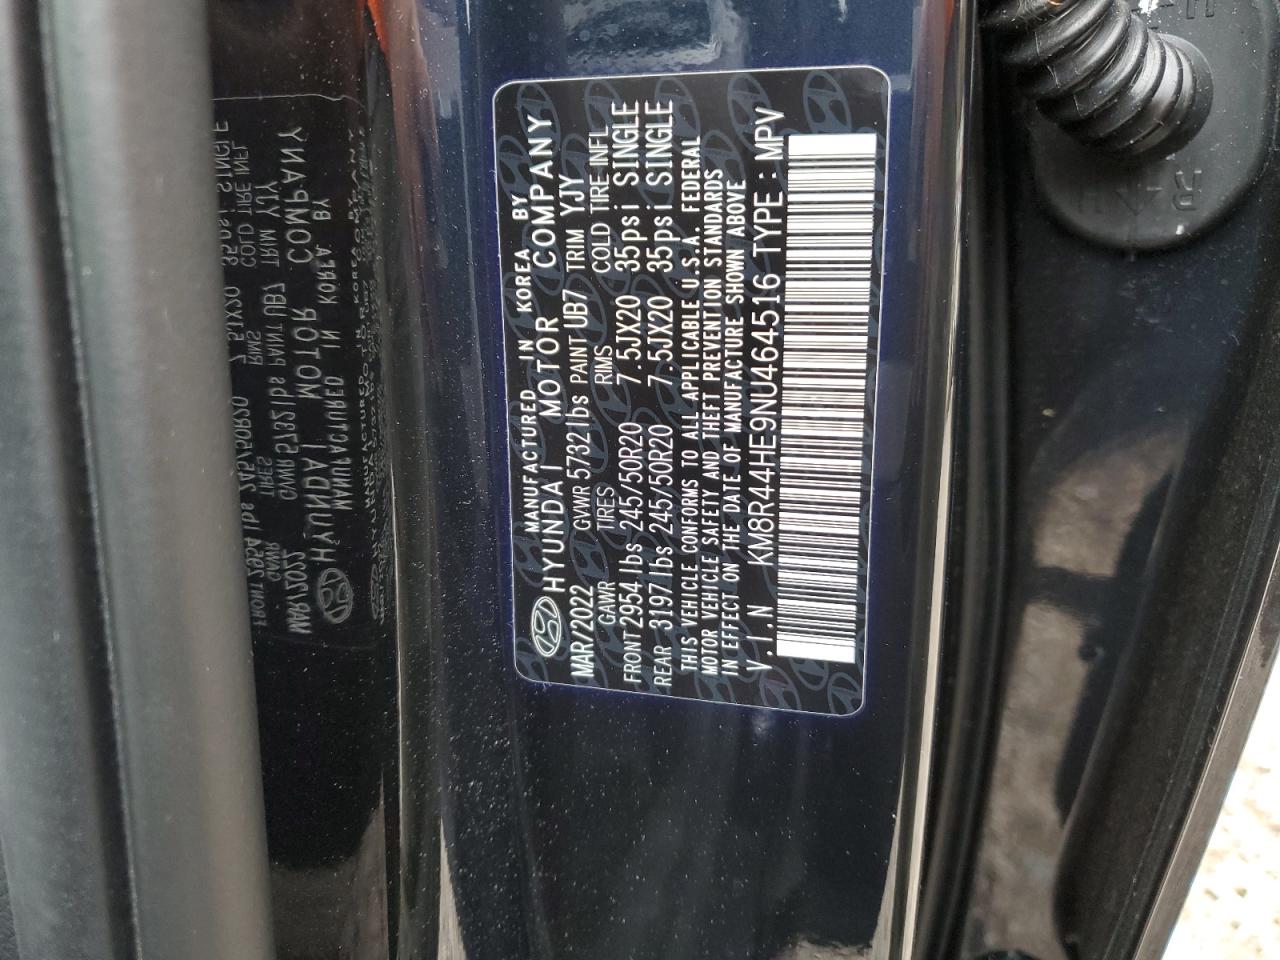 MANUFACTURED IN KOREA BY
HYUNDAI MOTOR COMPANY
MAR/2022 GVWR 5732 lbs PAINT UB7 TRIM YJY
GAWR TIRES RIMS COLD TIRE INFL
FRONT 2954 lbs 245/50R20 7.5JX20 35psi SINGLE
REAR 3197 lbs 245/50R20 7.5JX20 35psi SINGLE
THIS VEHICLE CONFORMS TO ALL APPLICABLE U.S.A. FEDERAL
MOTOR VEHICLE SAFETY AND THEFT PREVENTION STANDARDS
IN EFFECT ON THE DATE OF MANUFACTURE SHOWN ABOVE
V.I.N KM8R44HE9NU464516 TYPE : MPV